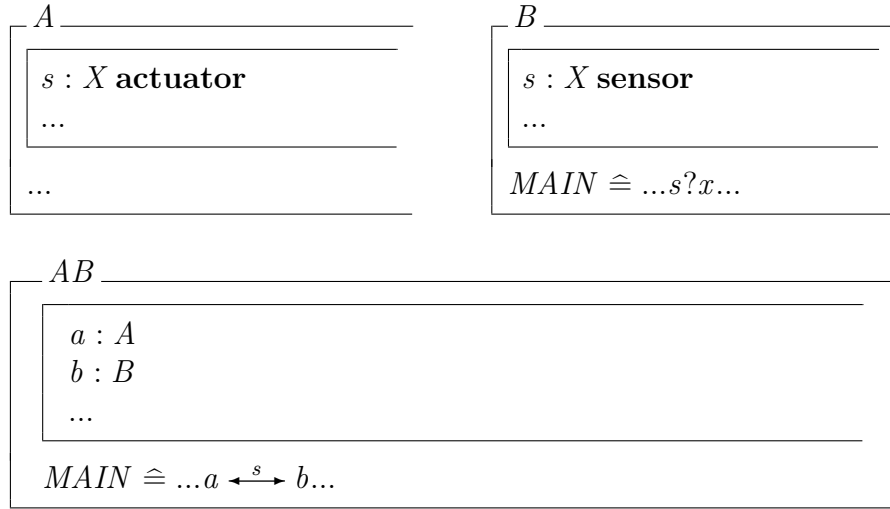 A
s : X actuator
...
...
B
s : X sensor
...
MAIN ≙ ...s?x...
AB
a : A
b : B
...
MAIN ≙ ...a ⟷s b...